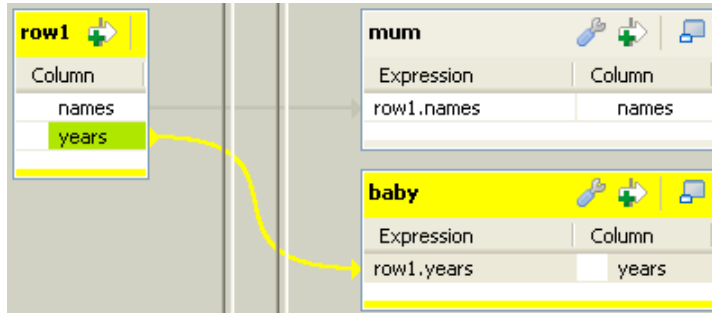 row1
Column
names
years
mum
Expression Column
row1.names names
baby
Expression Column
row1.years years